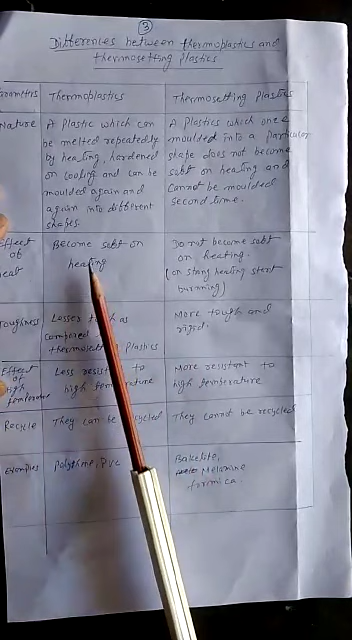 3
Differences between thermoplastics and
thermosetting plastics
Thermoplastics
Thermosetting Plastics
Nature
A Plastic which can
be melted repeatedly
by heating, hardened
on cooling and can be
moulded again and
again into different
shapes.
A Plastics which once
moulded into a particular
shape does not become
soft on heating and
Cannot be moulded
second time.
Effect
of
heat
Become soft on
heating
Do not become soft
on heating.
(on strong heating start
burning)
Toughness
Lesser tough as
compared
thermosetting plastics
More tough and
rigid.
Effect
of
high
temperature
Less resistant to
high temperature
More resistant to
high temperature
Recycle
They can be recycled
They cannot be recycled
Examples
Polythene, PVC
Bakelite,
Melamine
formica.